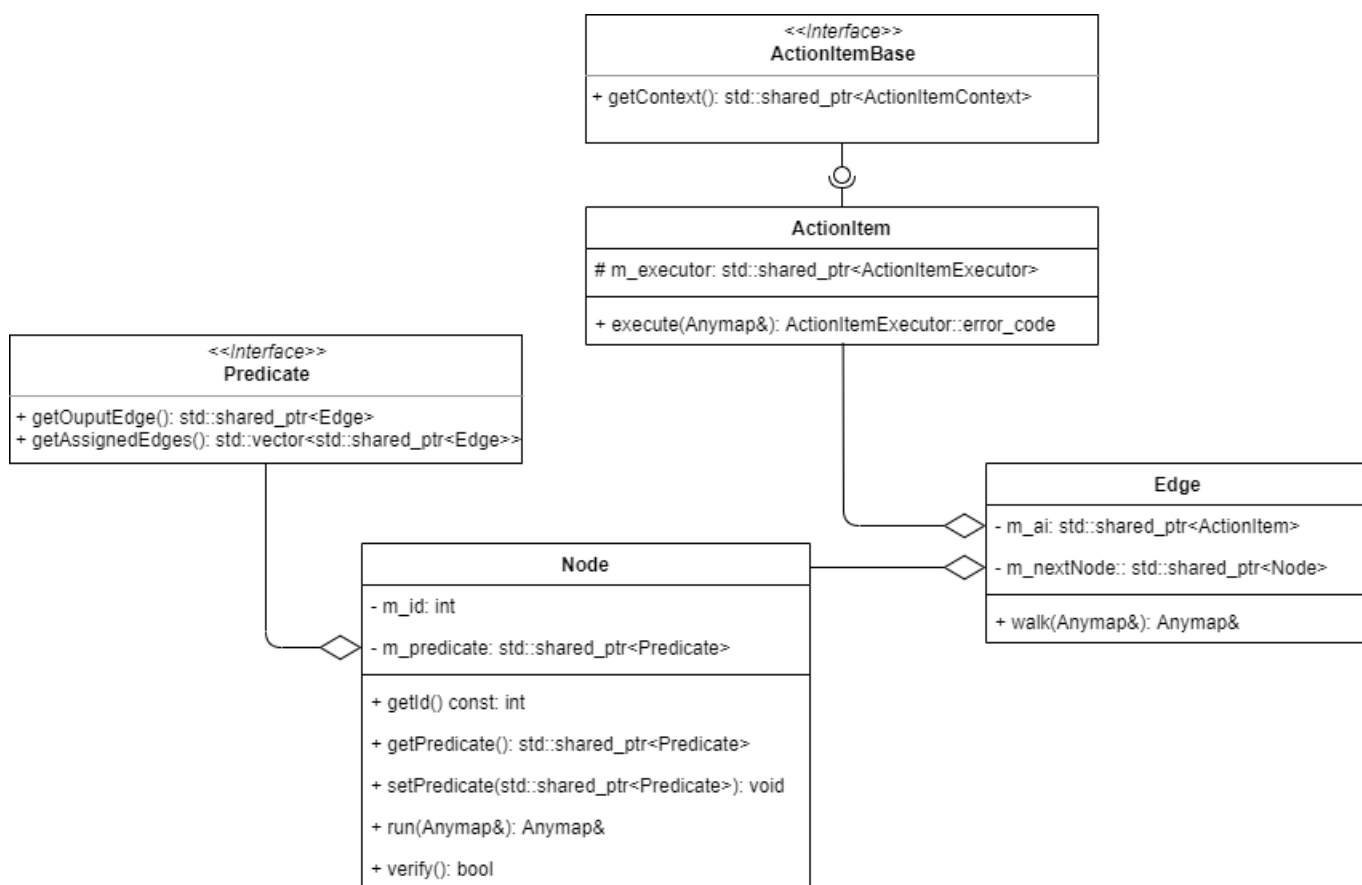 <<Interface>>
ActionItemBase
+ getContext(): std::shared_ptr<ActionItemContext>
ActionItem
# m_executor: std::shared_ptr<ActionItemExecutor>
+ execute(Anymap&): ActionItemExecutor::error_code
<<Interface>>
Predicate
+ getOuputEdge(): std::shared_ptr<Edge>
+ getAssignedEdges(): std::vector<std::shared_ptr<Edge>>
Edge
- m_ai: std::shared_ptr<ActionItem>
- m_nextNode:: std::shared_ptr<Node>
+ walk(Anymap&): Anymap&
Node
- m_id: int
- m_predicate: std::shared_ptr<Predicate>
+ getId() const: int
+ getPredicate(): std::shared_ptr<Predicate>
+ setPredicate(std::shared_ptr<Predicate>): void
+ run(Anymap&): Anymap&
+ verify(): bool